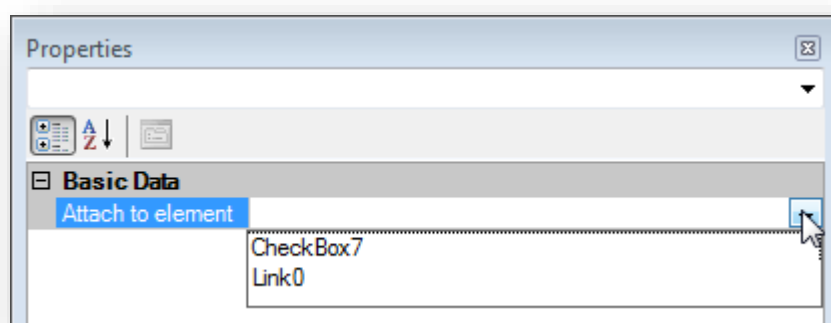 Properties
A
Z
Basic Data
Attach to element
CheckBox7
Link0